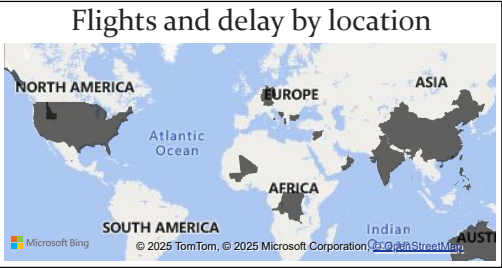 Flights and delay by location
NORTH AMERICA
EUROPE
ASIA
Atlantic
Ocean
AFRICA
SOUTH AMERICA
Indian
Microsoft Bing
© 2025 TomTom, © 2025 Microsoft Corporation, © OpenStreetMap
AUST